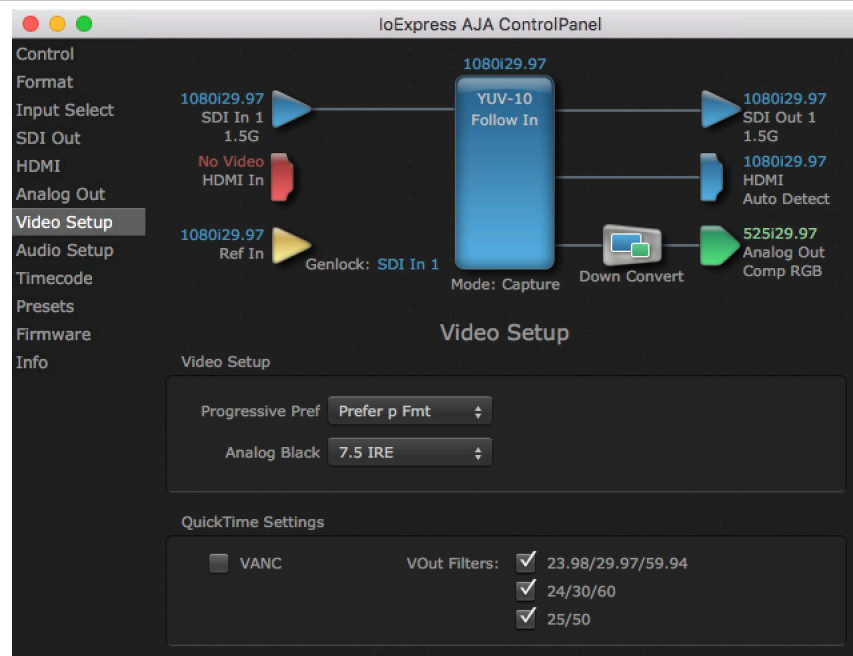 IoExpress AJA ControlPanel
Control
Format
Input Select
SDI Out
HDMI
Analog Out
Video Setup
Audio Setup
Timecode
Presets
Firmware
Info
1080i29.97
1080i29.97
SDI In 1
1.5G
No Video
HDMI In
1080i29.97
Ref In
Genlock: SDI In 1
YUV-10
Follow In
Mode: Capture
Down Convert
1080i29.97
SDI Out 1
1.5G
1080i29.97
HDMI
Auto Detect
525i29.97
Analog Out
Comp RGB
Video Setup
Video Setup
Progressive Pref Prefer p Fmt
Analog Black 7.5 IRE
QuickTime Settings
VANC VOut Filters: 23.98/29.97/59.94
24/30/60
25/50